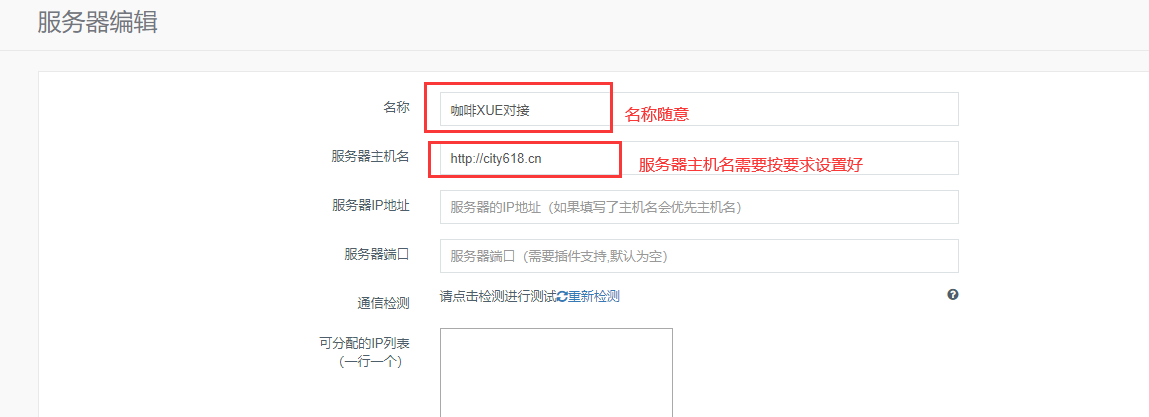 服务器编辑
名称
咖啡XUE对接
名称随意
服务器主机名
http://city618.cn
服务器主机名需要按要求设置好
服务器IP地址
服务器的IP地址（如果填写了主机名会优先主机名）
服务器端口
服务器端口（需要插件支持,默认为空）
通信检测
请点击检测进行测试重新检测
可分配的IP列表
（一行一个）